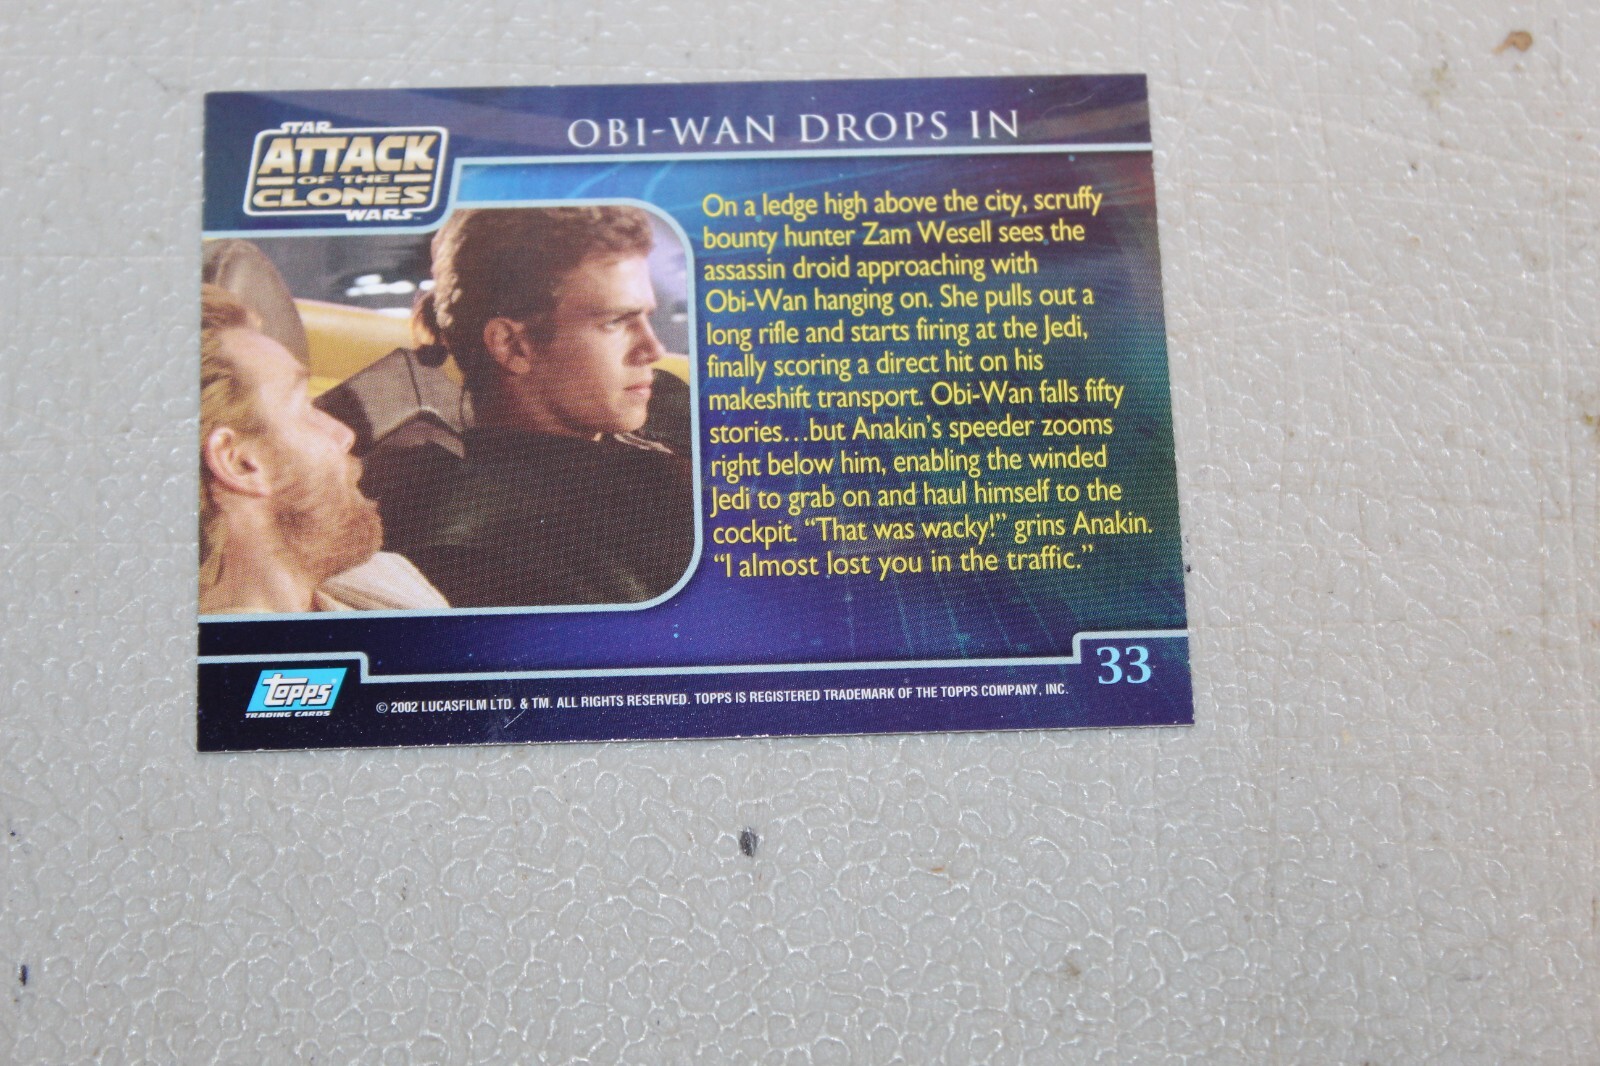 STAR
ATTACK
OF THE
CLONES
WARS™
OBI-WAN DROPS IN
On a ledge high above the city, scruffy
bounty hunter Zam Wesell sees the
assassin droid approaching with
Obi-Wan hanging on. She pulls out a
long rifle and starts firing at the Jedi,
finally scoring a direct hit on his
makeshift transport. Obi-Wan falls fifty
stories…but Anakin's speeder zooms
right below him, enabling the winded
Jedi to grab on and haul himself to the
cockpit. “That was wacky!” grins Anakin.
“I almost lost you in the traffic.”
topps®
TRADING CARDS
© 2002 LUCASFILM LTD. & TM. ALL RIGHTS RESERVED. TOPPS IS REGISTERED TRADEMARK OF THE TOPPS COMPANY, INC.
33